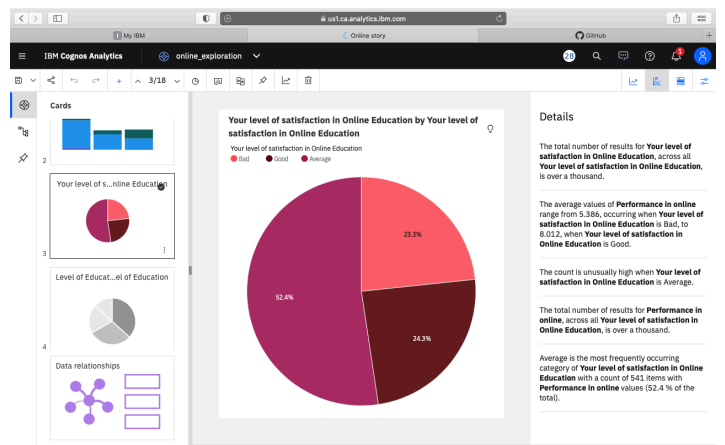 us1.ca.analytics.ibm.com
My IBM
Online story
GitHub
IBM Cognos Analytics
online_exploration
28
1
3/18
Cards
2
Your level of s...nline Education
3
Level of Educat...el of Education
4
Data relationships
Your level of satisfaction in Online Education by Your level of
satisfaction in Online Education
Your level of satisfaction in Online Education
Bad Good Average
23.3%
52.4%
24.3%
Details
The total number of results for Your level of
satisfaction in Online Education, across all
Your level of satisfaction in Online Education,
is over a thousand.
The average values of Performance in online
range from 5.386, occurring when Your level of
satisfaction in Online Education is Bad, to
8.012, when Your level of satisfaction in
Online Education is Good.
The count is unusually high when Your level of
satisfaction in Online Education is Average.
The total number of results for Performance in
online, across all Your level of satisfaction in
Online Education, is over a thousand.
Average is the most frequently occurring
category of Your level of satisfaction in Online
Education with a count of 541 items with
Performance in online values (52.4 % of the
total).